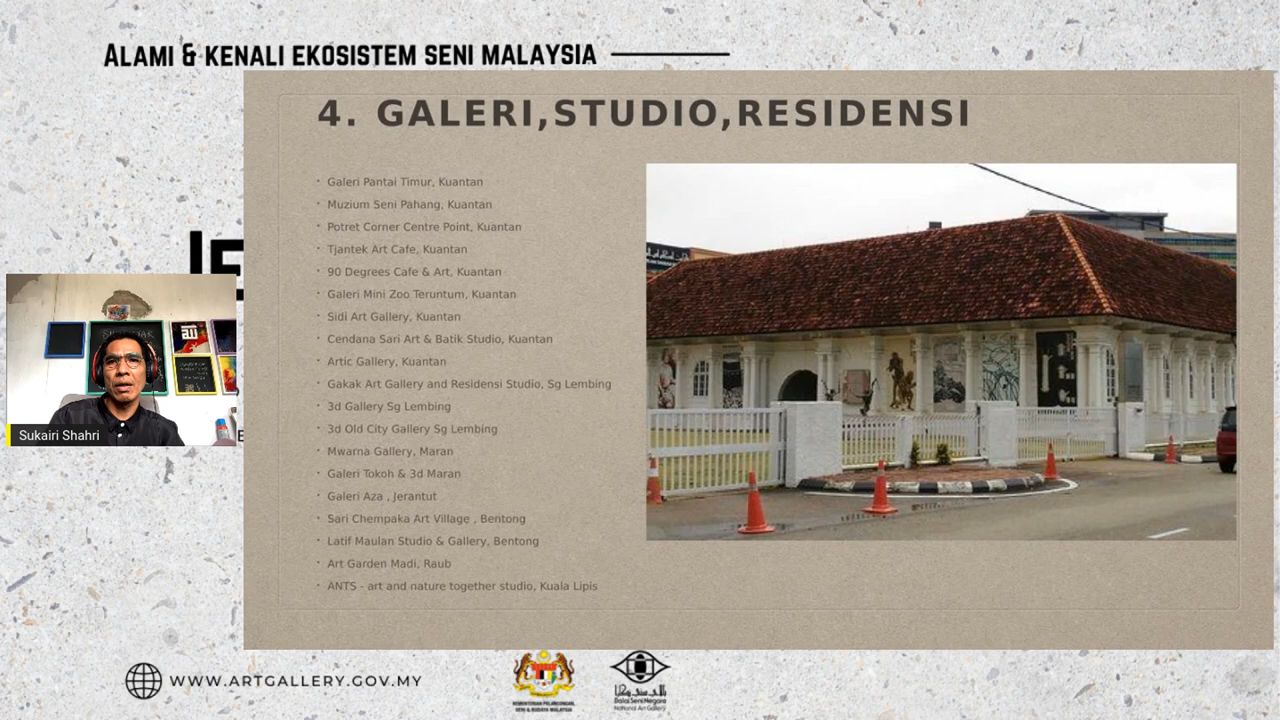 ALAMI & KENALI EKOSISTEM SENI MALAYSIA
4. GALERI,STUDIO,RESIDENSI
Galeri Pantai Timur, Kuantan
Muzium Seni Pahang, Kuantan
Potret Corner Centre Point, Kuantan
Tjantek Art Cafe, Kuantan
90 Degrees Cafe & Art, Kuantan
Galeri Mini Zoo Teruntum, Kuantan
Sidi Art Gallery, Kuantan
Cendana Sari Art & Batik Studio, Kuantan
Artic Gallery, Kuantan
Gakak Art Gallery and Residensi Studio, Sg Lembing
3d Gallery Sg Lembing
3d Old City Gallery Sg Lembing
Mwarna Gallery, Maran
Galeri Tokoh & 3d Maran
Galeri Aza , Jerantut
Sari Chempaka Art Village , Bentong
Latif Maulan Studio & Gallery, Bentong
Art Garden Madi, Raub
ANTS - art and nature together studio, Kuala Lipis
Sukairi Shahri
WWW.ARTGALLERY.GOV.MY
KEMENTERIAN PELANCONGAN,
SENI & BUDAYA MALAYSIA
Balai Seni Negara
National Art Gallery